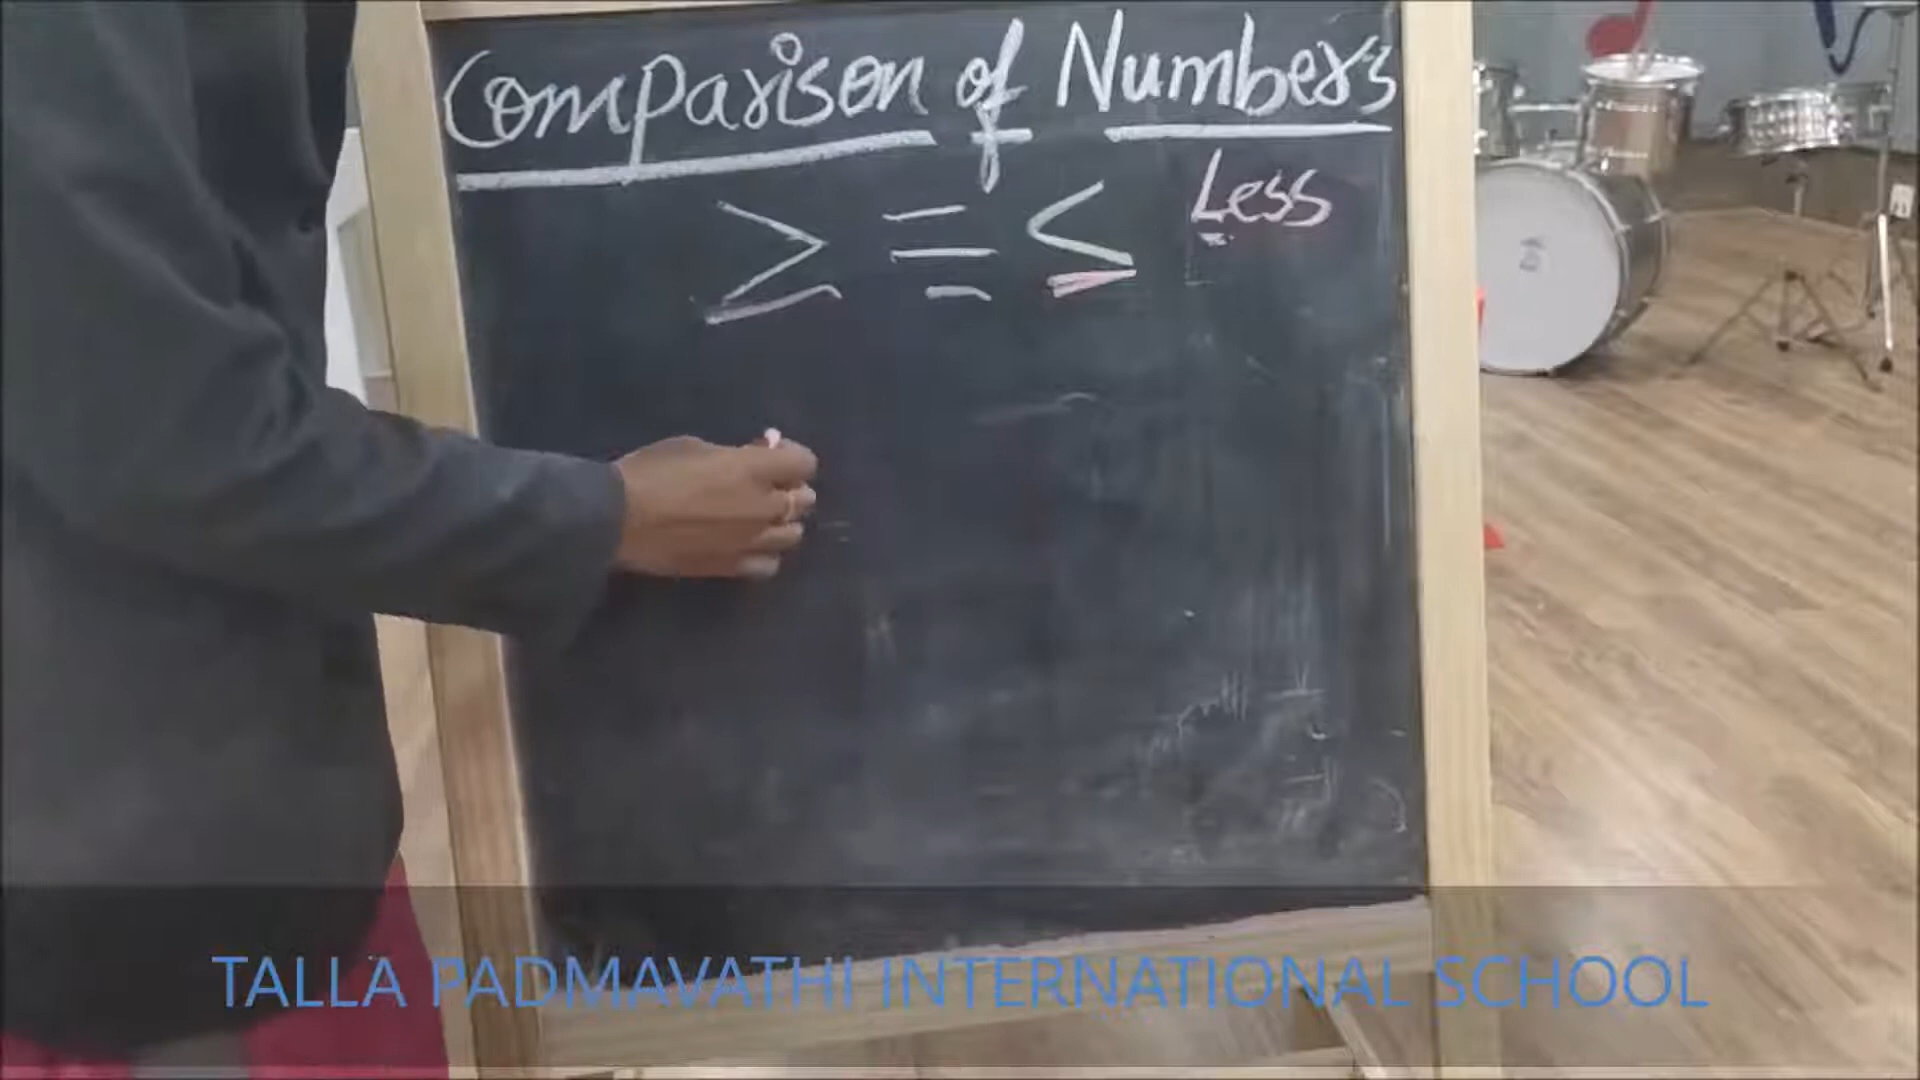 Comparison of Numbers
> = < Less
TALLA PADMAVATHI INTERNATIONAL SCHOOL